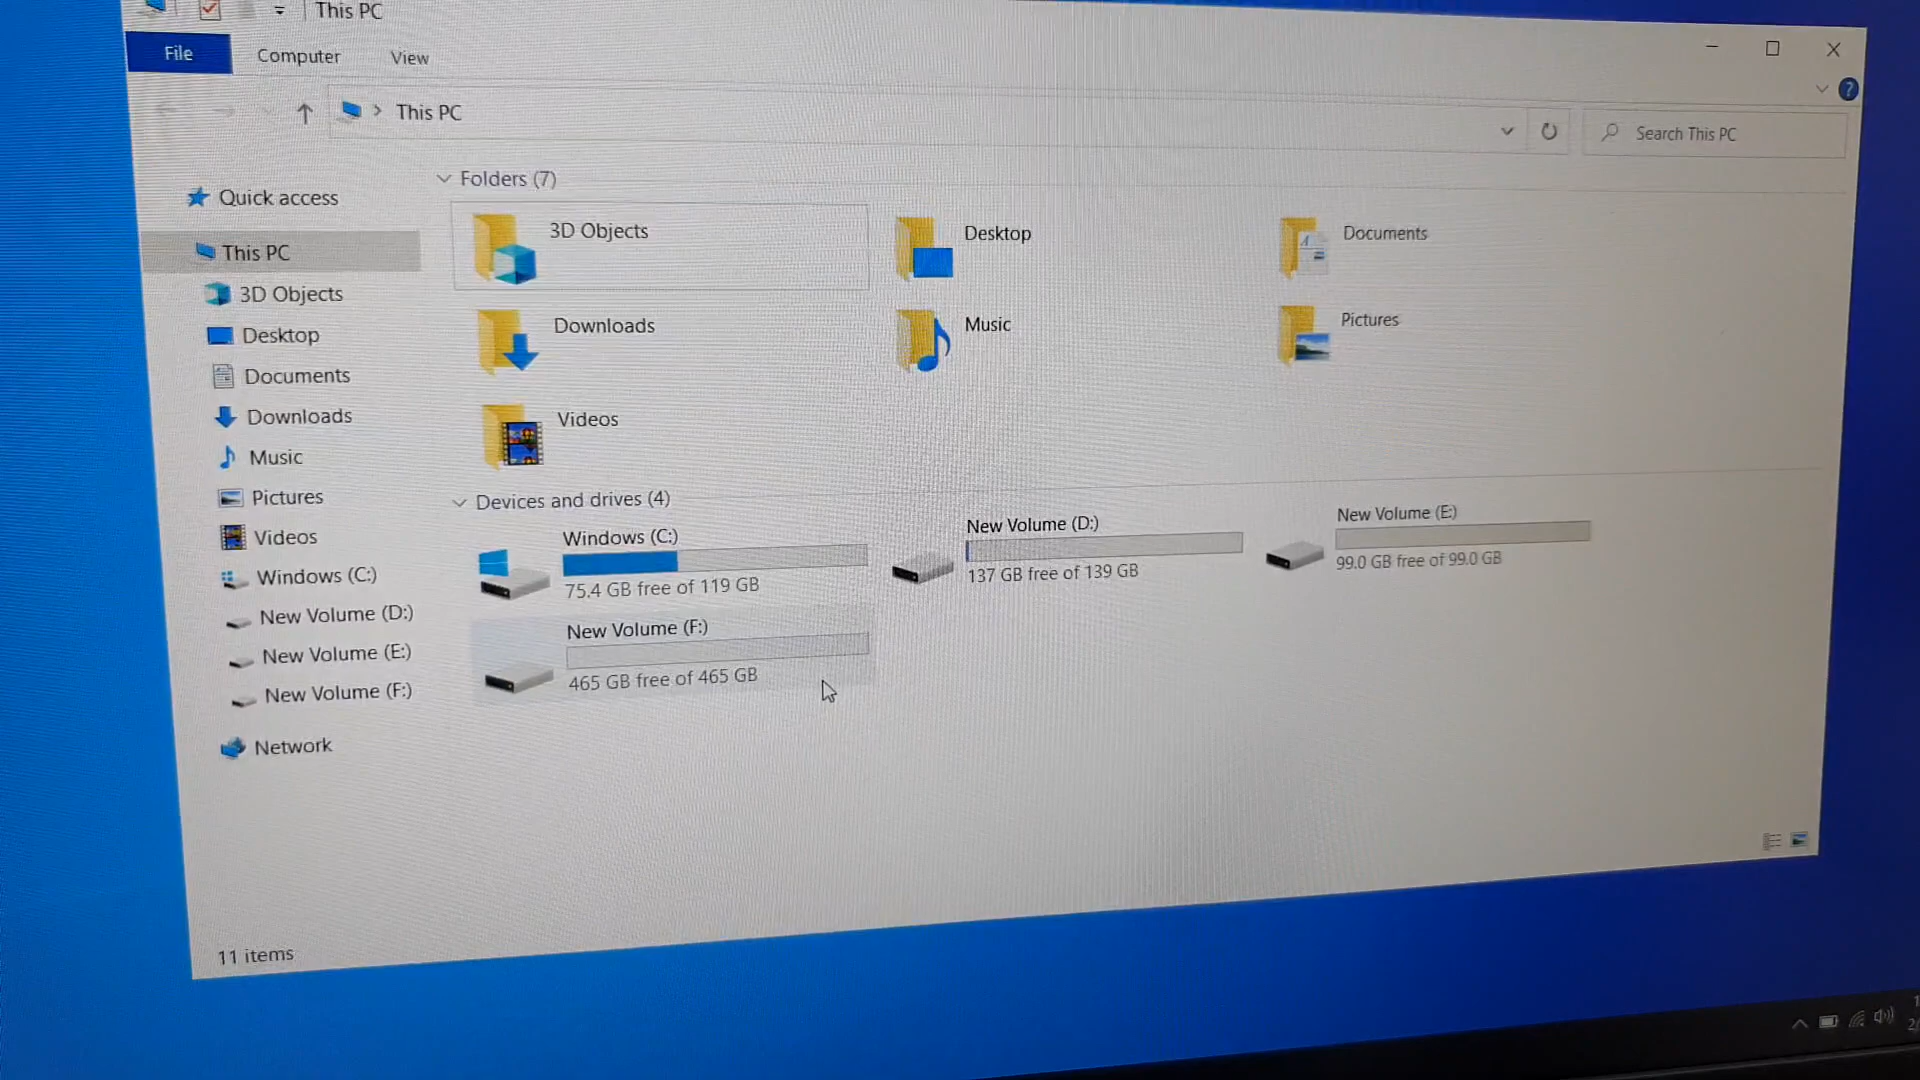 This PC
File
Computer
View
This PC
Search This PC
Quick access
This PC
3D Objects
Desktop
Documents
Downloads
Music
Pictures
Videos
Windows (C:)
New Volume (D:)
New Volume (E:)
New Volume (F:)
Network
Folders (7)
3D Objects
Desktop
Documents
Downloads
Music
Pictures
Videos
Devices and drives (4)
Windows (C:)
75.4 GB free of 119 GB
New Volume (D:)
137 GB free of 139 GB
New Volume (E:)
99.0 GB free of 99.0 GB
New Volume (F:)
465 GB free of 465 GB
11 items